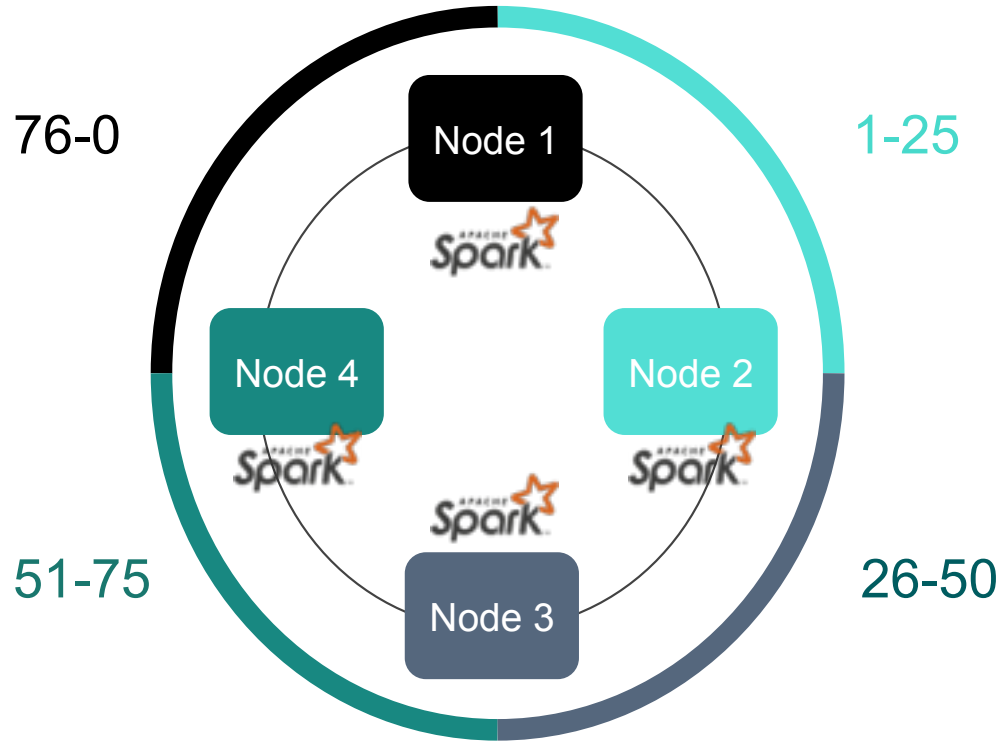 76-0
Node 1
1-25
APACHE
Spark
Node 4
Node 2
APACHE
Spark
APACHE
Spark
APACHE
Spark
51-75
Node 3
26-50